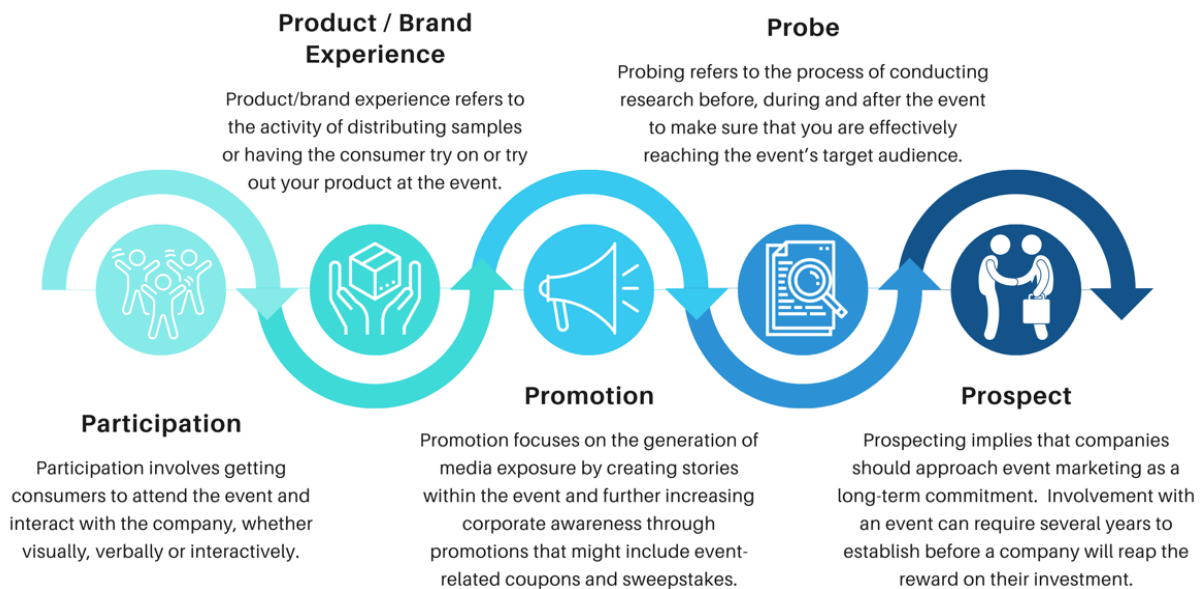 Participation
Participation involves getting
consumers to attend the event and
interact with the company, whether
visually, verbally or interactively.
Product / Brand
Experience
Product/brand experience refers to
the activity of distributing samples
or having the consumer try on or try
out your product at the event.
Promotion
Promotion focuses on the generation of
media exposure by creating stories
within the event and further increasing
corporate awareness through
promotions that might include event-
related coupons and sweepstakes.
Probe
Probing refers to the process of conducting
research before, during and after the event
to make sure that you are effectively
reaching the event’s target audience.
Prospect
Prospecting implies that companies
should approach event marketing as a
long-term commitment.  Involvement with
an event can require several years to
establish before a company will reap the
reward on their investment.